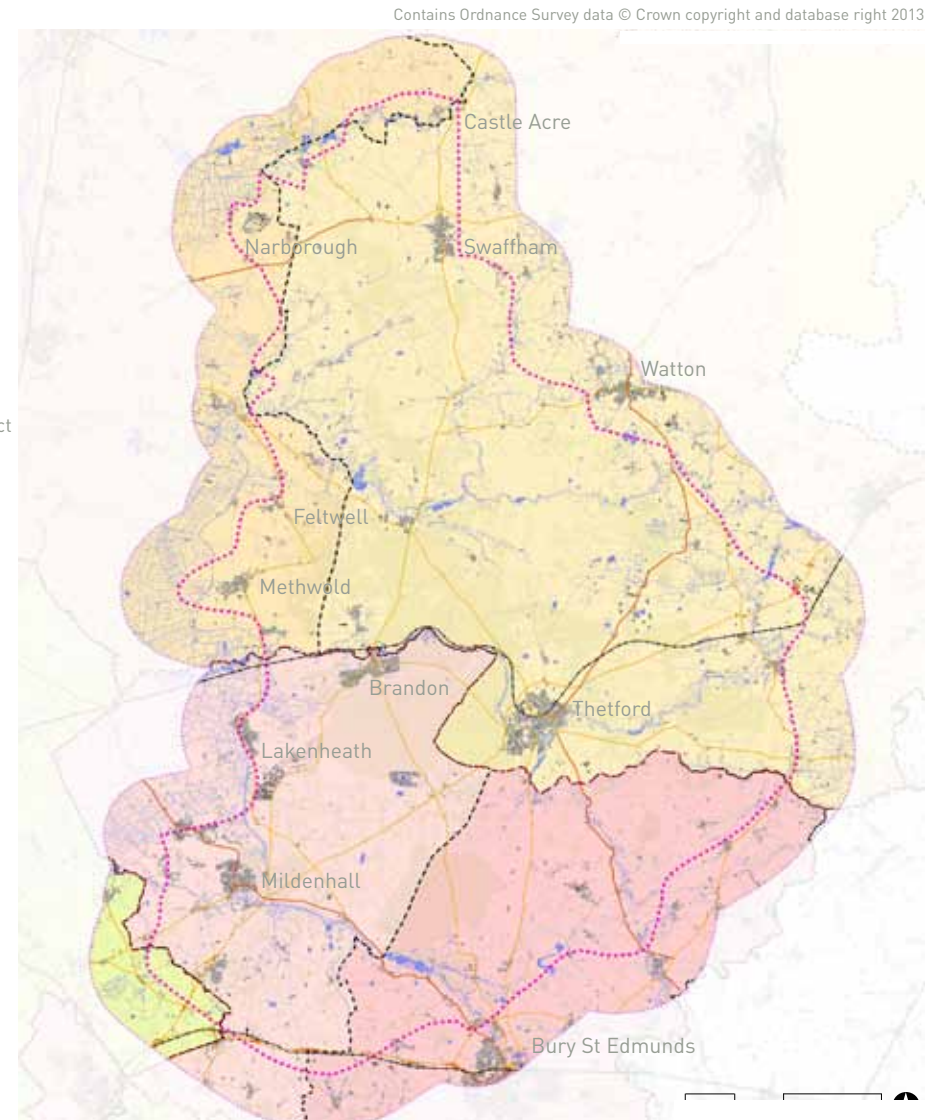 Contains Ordnance Survey data © Crown copyright and database right 2013
Castle Acre
Narborough
Swaffham
Watton
ct
Feltwell
Methwold
Brandon
Thetford
Lakenheath
Mildenhall
Bury St Edmunds